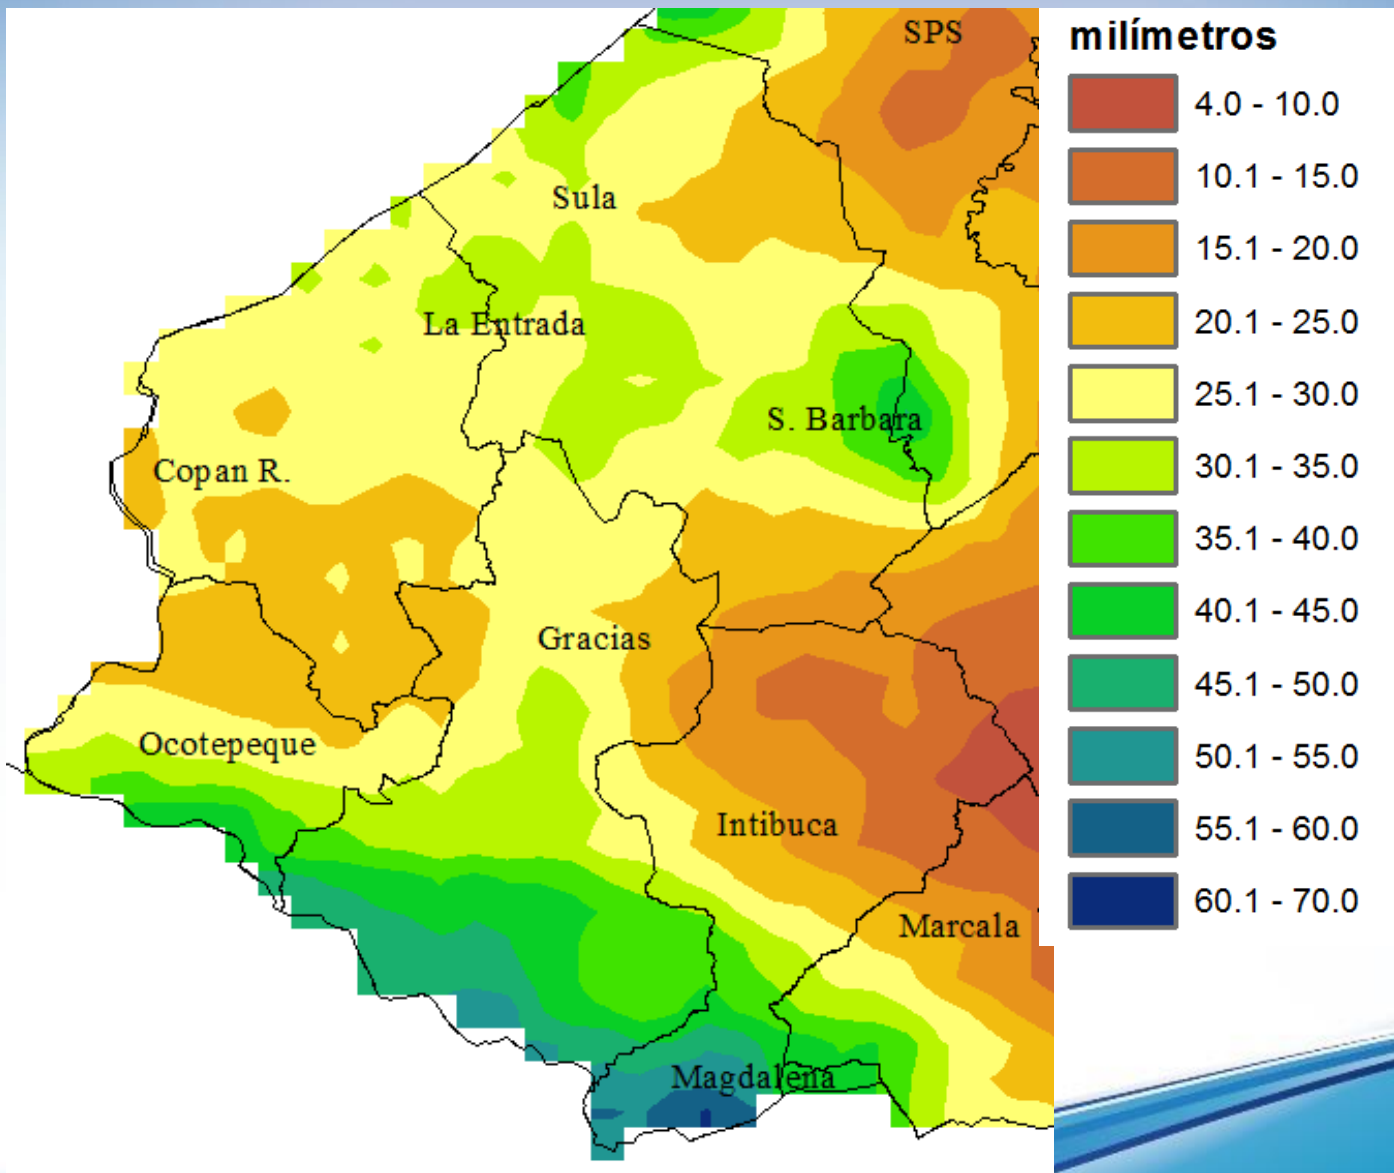 SPS
Sula
La Entrada
S. Barbara
Copan R.
Gracias
Ocotepeque
Intibuca
Marcala
Magdalena
milímetros
4.0 - 10.0
10.1 - 15.0
15.1 - 20.0
20.1 - 25.0
25.1 - 30.0
30.1 - 35.0
35.1 - 40.0
40.1 - 45.0
45.1 - 50.0
50.1 - 55.0
55.1 - 60.0
60.1 - 70.0